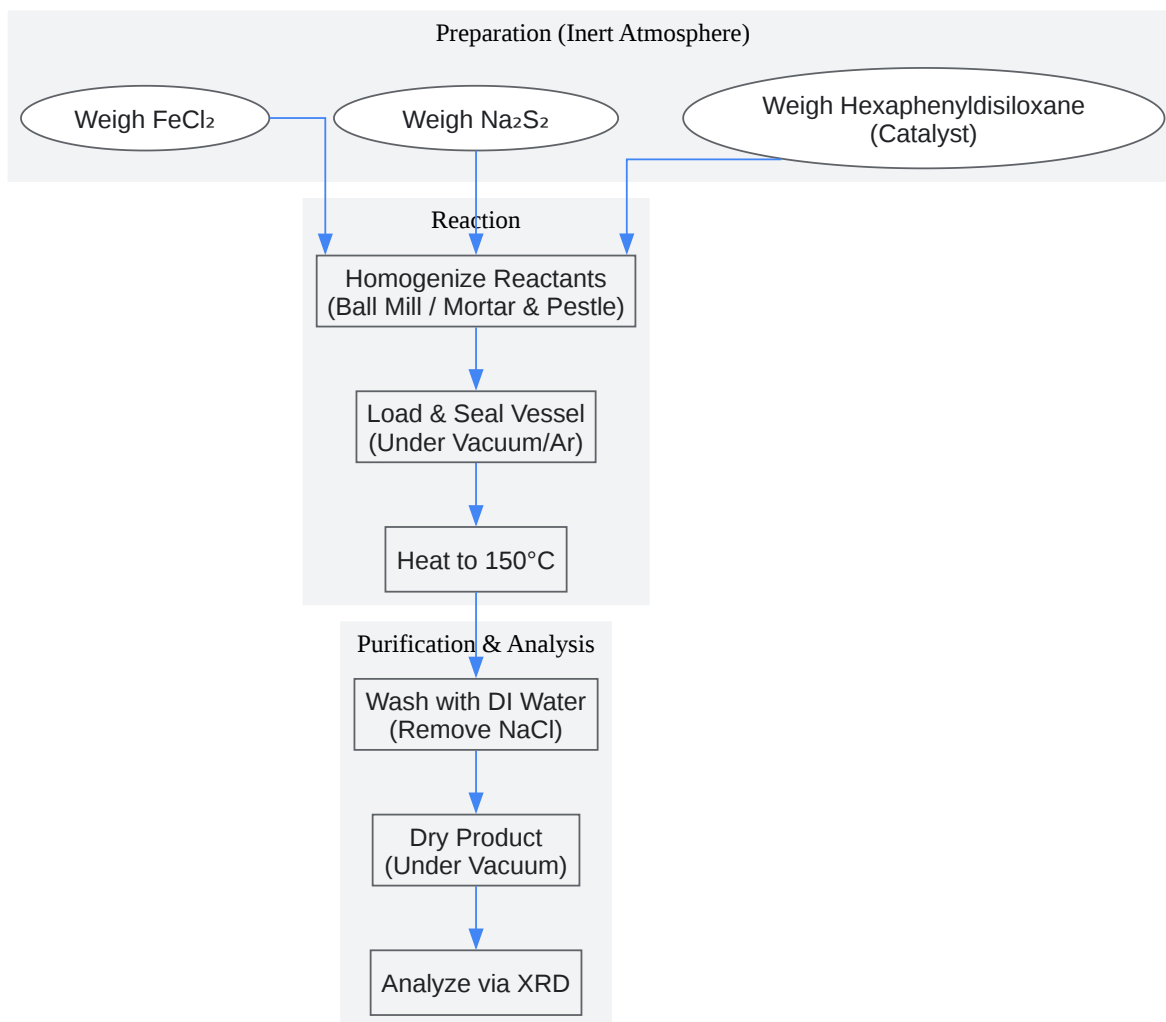 Preparation (Inert Atmosphere)
Weigh FeCl₂
Weigh Na₂S₂
Weigh Hexaphenyldisiloxane
(Catalyst)
Reaction
Homogenize Reactants
(Ball Mill / Mortar & Pestle)
Load & Seal Vessel
(Under Vacuum/Ar)
Heat to 150°C
Purification & Analysis
Wash with DI Water
(Remove NaCl)
Dry Product
(Under Vacuum)
Analyze via XRD